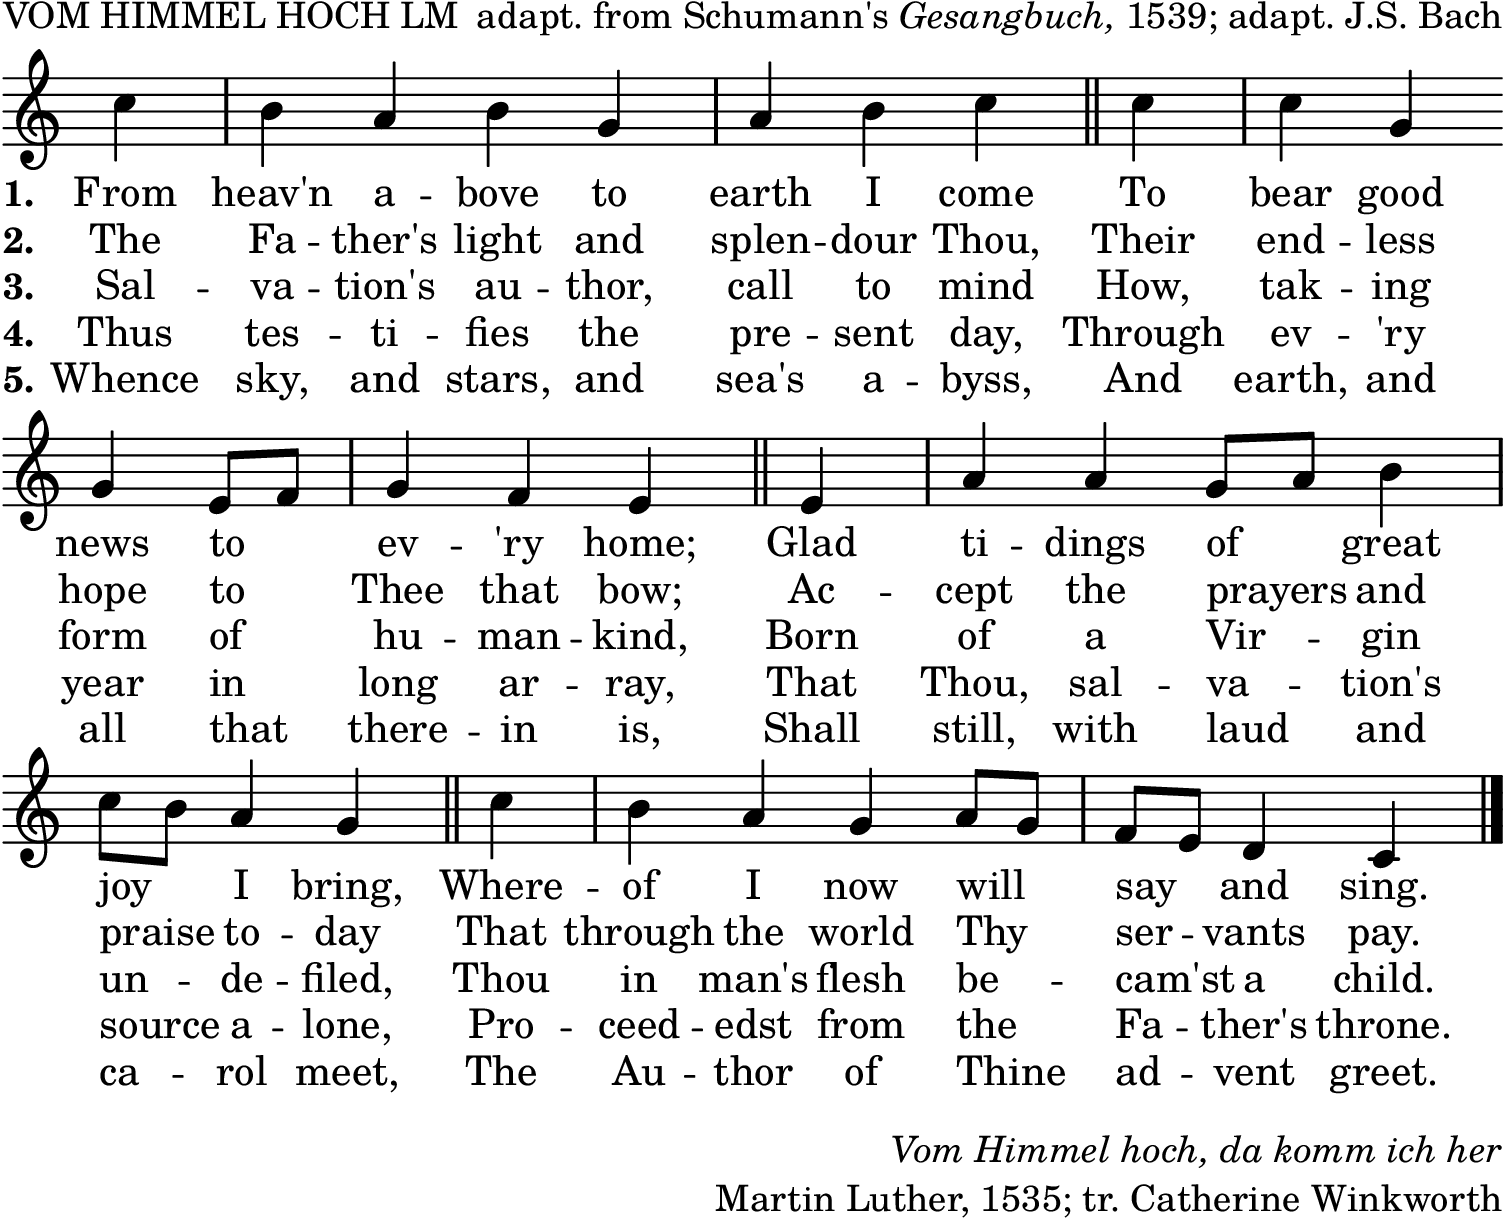 VOM HIMMEL HOCH LM adapt. from Schumann's Gesangbuch, 1539; adapt. J.S. Bach
1. From heav'n a -- bove to earth I come To bear good
2. The Fa -- ther's light and splen -- dour Thou, Their end -- less
3. Sal -- va -- tion's au -- thor, call to mind How, tak -- ing
4. Thus tes -- ti -- fies the pre -- sent day, Through ev -- 'ry
5. Whence sky, and stars, and sea's a -- byss, And earth, and
news to ev -- 'ry home; Glad ti -- dings of great
hope to Thee that bow; Ac -- cept the prayers and
form of hu -- man -- kind, Born of a Vir -- gin
year in long ar -- ray, That Thou, sal -- va -- tion's
all that there -- in is, Shall still, with laud and
joy I bring, Where -- of I now will say and sing.
praise to -- day That through the world Thy ser -- vants pay.
un -- de -- filed, Thou in man's flesh be -- cam'st a child.
source a -- lone, Pro -- ceed -- edst from the Fa -- ther's throne.
ca -- rol meet, The Au -- thor of Thine ad -- vent greet.
Vom Himmel hoch, da komm ich her
Martin Luther, 1535; tr. Catherine Winkworth